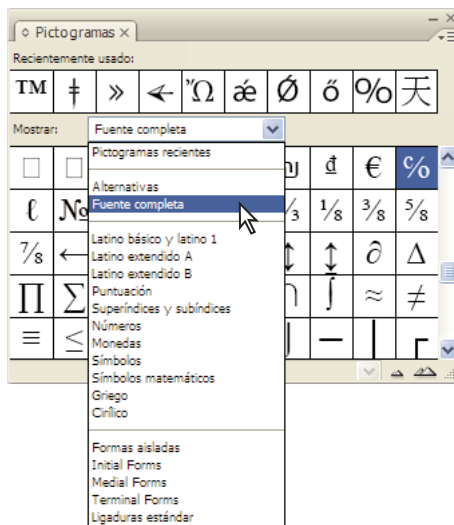 Pictogramas
Recientemente usado:
™ ǂ » Ὤ ǽ Ø ő % 天
Mostrar: Fuente completa
Pictogramas recientes
Alternativas
₫ € ℅
Fuente completa
ℓ № ⅓ ⅛ ⅜ ⅝
Latino básico y latino 1
⅞ ← ↕ ↨ ∂ ∆
Latino extendido A
Latino extendido B
Puntuación
∏ ∑ ∩ ∫ ≈ ≠
Superíndices y subíndices
Números
≡ ≤
Monedas
Símbolos
Símbolos matemáticos
Griego
Cirílico
Formas aisladas
Initial Forms
Medial Forms
Terminal Forms
Ligaduras estándar